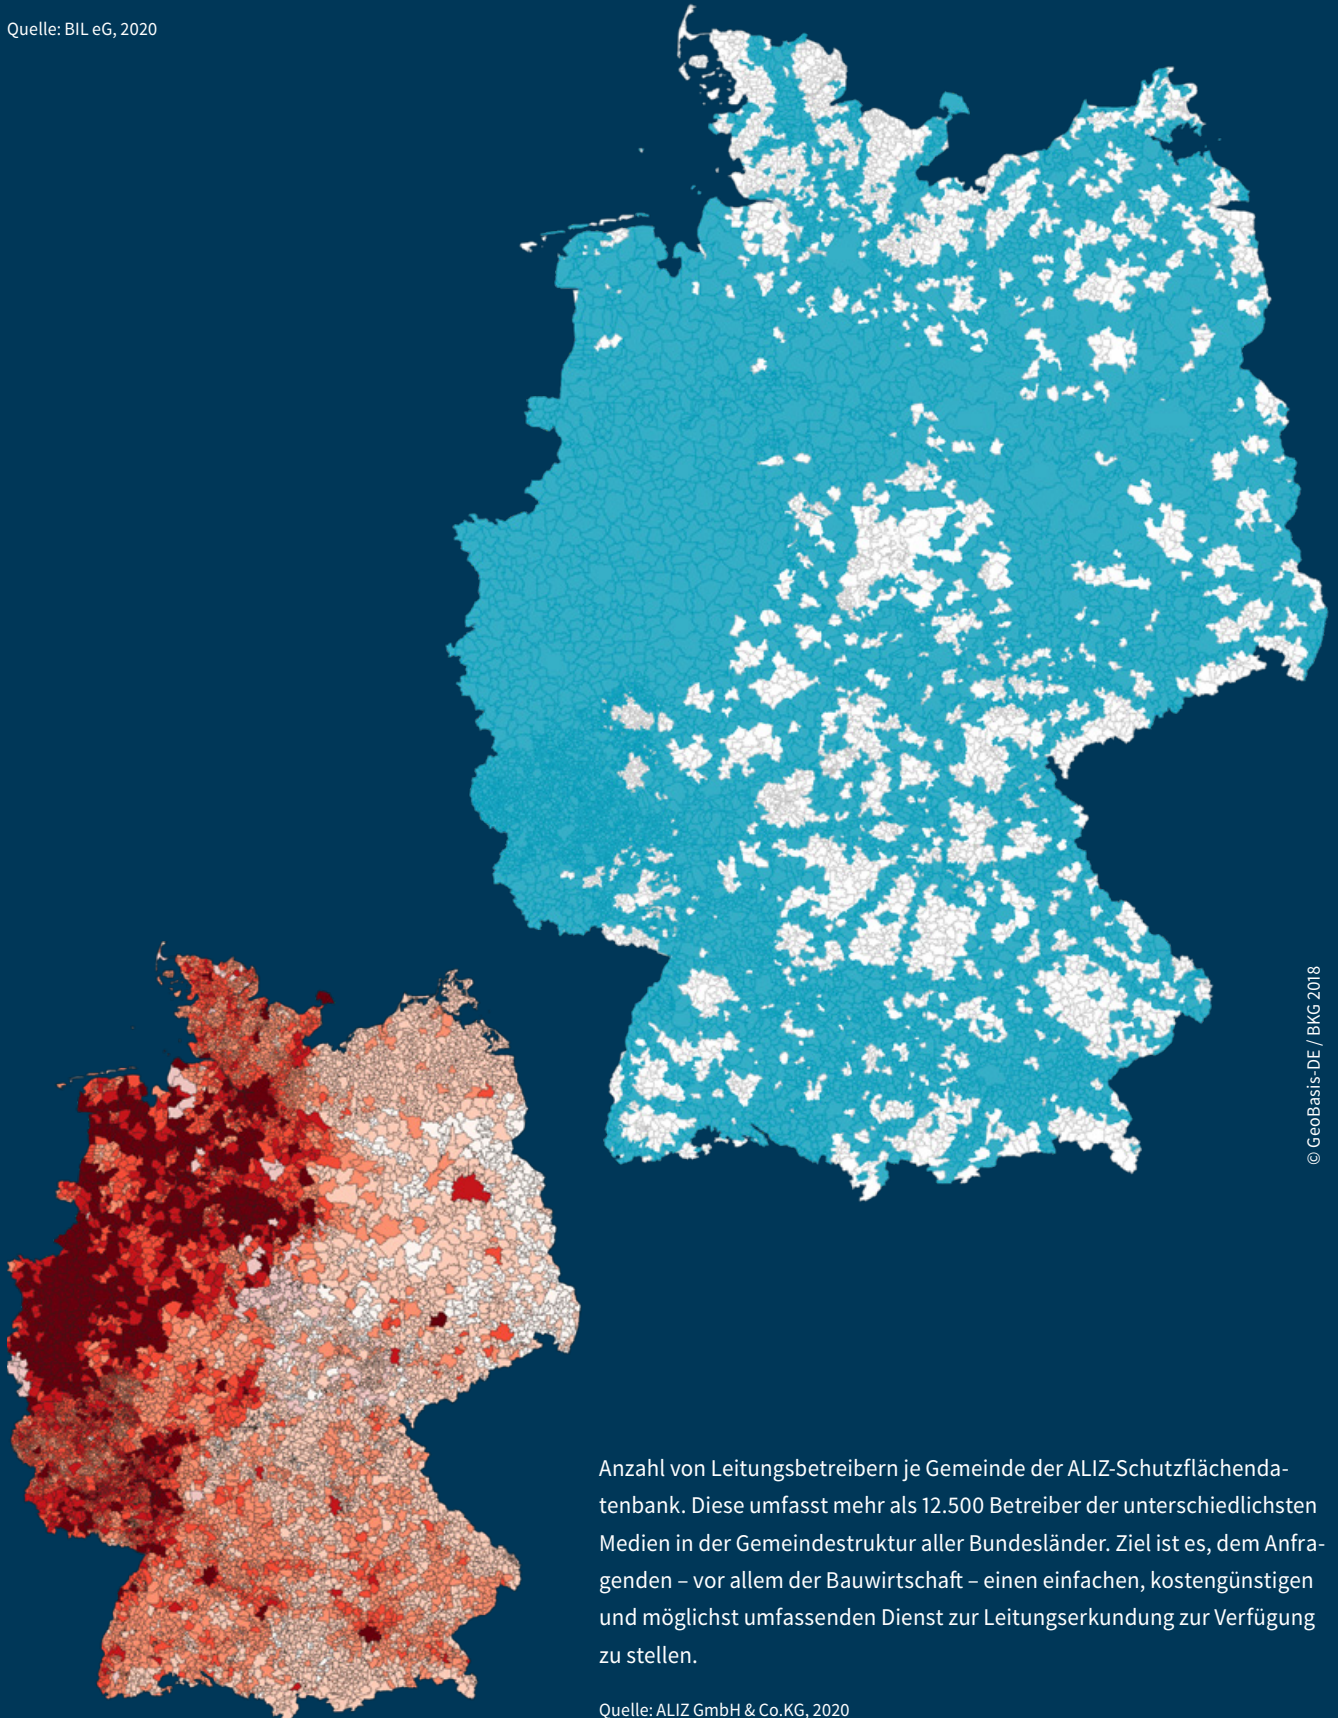 Quelle: BIL eG, 2020
© GeoBasis-DE / BKG 2018
Anzahl von Leitungsbetreibern je Gemeinde der ALIZ-Schutzflächenda-
tenbank. Diese umfasst mehr als 12.500 Betreiber der unterschiedlichsten
Medien in der Gemeindestruktur aller Bundesländer. Ziel ist es, dem Anfra-
genden – vor allem der Bauwirtschaft – einen einfachen, kostengünstigen
und möglichst umfassenden Dienst zur Leitungserkundung zur Verfügung
zu stellen.
Quelle: ALIZ GmbH & Co.KG, 2020